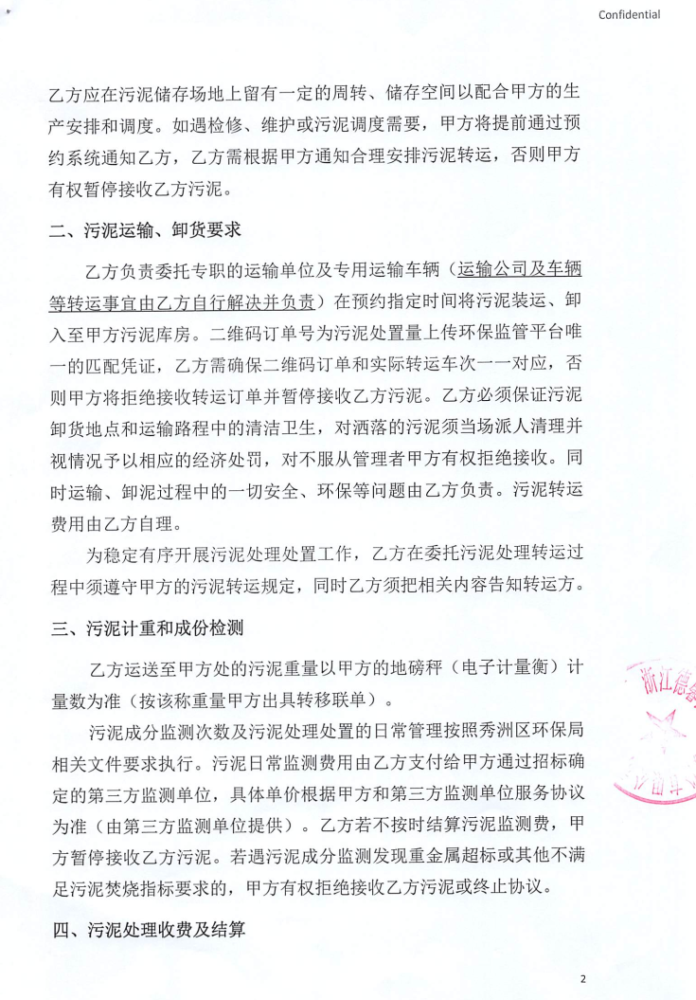 Confidential
乙方应在污泥储存场地上留有一定的周转、储存空间以配合甲方的生
产安排和调度。如遇检修、维护或污泥调度需要，甲方将提前通过预
约系统通知乙方，乙方需根据甲方通知合理安排污泥转运，否则甲方
有权暂停接收乙方污泥。
二、污泥运输、卸货要求
乙方负责委托专职的运输单位及专用运输车辆（运输公司及车辆
等转运事宜由乙方自行解决并负责）在预约指定时间将污泥装运、卸
入至甲方污泥库房。二维码订单号为污泥处置量上传环保监管平台唯
一的匹配凭证，乙方需确保二维码订单和实际转运车次一一对应，否
则甲方将拒绝接收转运订单并暂停接收乙方污泥。乙方必须保证污泥
卸货地点和运输路程中的清洁卫生，对洒落的污泥须当场派人清理并
视情况予以相应的经济处罚，对不服从管理者甲方有权拒绝接收。同
时运输、卸泥过程中的一切安全、环保等问题由乙方负责。污泥转运
费用由乙方自理。
为稳定有序开展污泥处理处置工作，乙方在委托污泥处理转运过
程中须遵守甲方的污泥转运规定，同时乙方须把相关内容告知转运方。
三、污泥计重和成份检测
乙方运送至甲方处的污泥重量以甲方的地磅秤（电子计量衡）计
量数为准（按该称重量甲方出具转移联单）。
污泥成分监测次数及污泥处理处置的日常管理按照秀洲区环保局
相关文件要求执行。污泥日常监测费用由乙方支付给甲方通过招标确
定的第三方监测单位，具体单价根据甲方和第三方监测单位服务协议
为准（由第三方监测单位提供）。乙方若不按时结算污泥监测费，甲
方暂停接收乙方污泥。若遇污泥成分监测发现重金属超标或其他不满
足污泥焚烧指标要求的，甲方有权拒绝接收乙方污泥或终止协议。
四、污泥处理收费及结算
浙江德
2